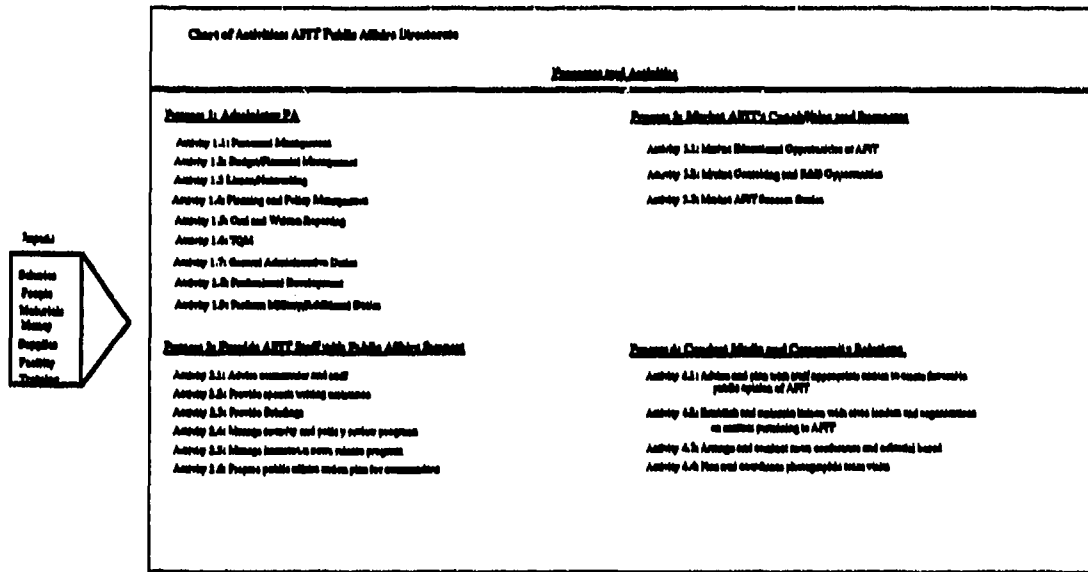 Chart of Activities: AFIT Public Affairs Directorate
Processes and Activities
Process 1: Administer PA
Activity 1.1: Personnel Management
Activity 1.2: Budget/Financial Management
Activity 1.3 Liaison/Networking
Activity 1.4: Planning and Policy Management
Activity 1.5: Oral and Written Reporting
Activity 1.6: TQM
Activity 1.7: General Administrative Duties
Activity 1.8: Professional Development
Activity 1.9: Perform Military/Additional Duties
Process 3: Market AFIT's Capabilities and Successes
Activity 3.1: Market Educational Opportunities at AFIT
Activity 3.2: Market Consulting and R&D Opportunities
Activity 3.3: Market AFIT Success Stories
Inputs
Salaries
People
Materials
Money
Supplies
Facility
Training
Process 2: Provide AFIT Staff with Public Affairs Support
Activity 2.1: Advise commander and staff
Activity 2.2: Provide speech writing assistance
Activity 2.3: Provide Briefings
Activity 2.4: Manage security and policy review program
Activity 2.5: Manage hometown news release program
Activity 2.6: Prepare public affairs action plan for commanders
Process 4: Conduct Media and Community Relations
Activity 4.1: Advise and plan with staff appropriate action to create favorable
public opinion of AFIT
Activity 4.2: Establish and maintain liaison with civic leaders and organizations
on matters pertaining to AFIT
Activity 4.3: Arrange and conduct news conferences and editorial board
Activity 4.4: Plan and coordinate photographic team visits